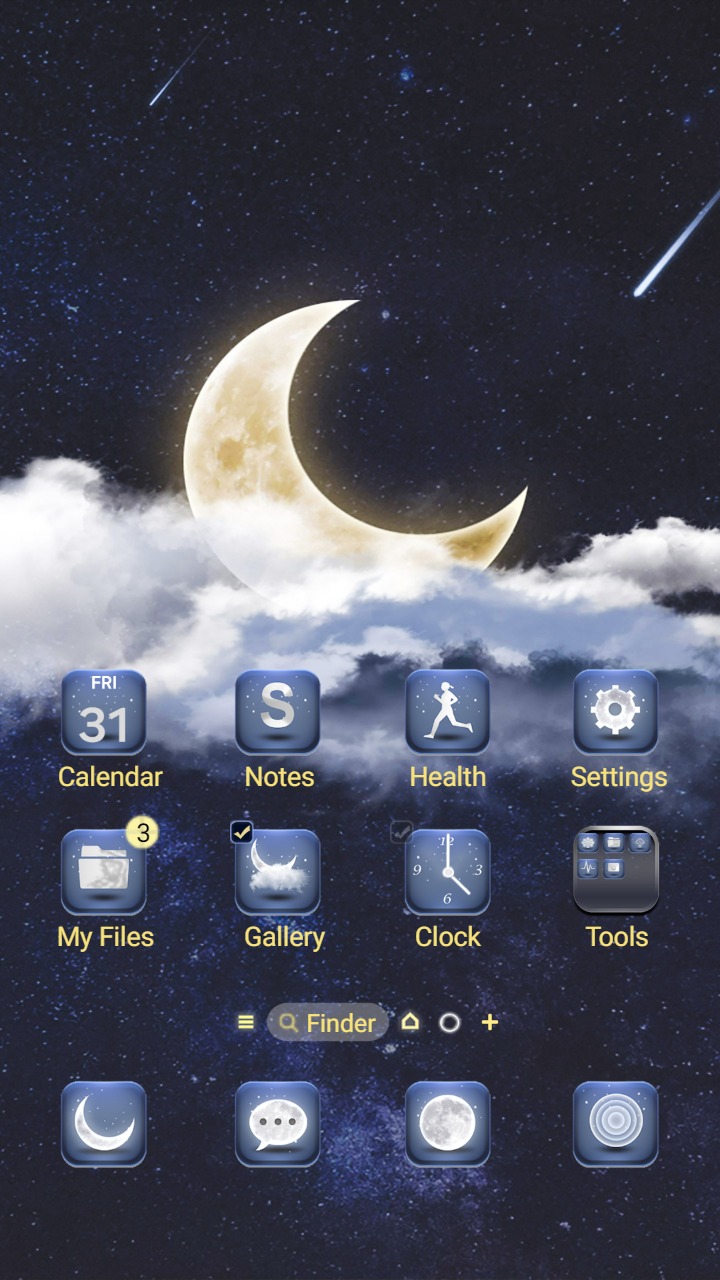 FRI
31
S
Calendar
Notes
Health
Settings
3
12
9
3
6
My Files
Gallery
Clock
Tools
Finder